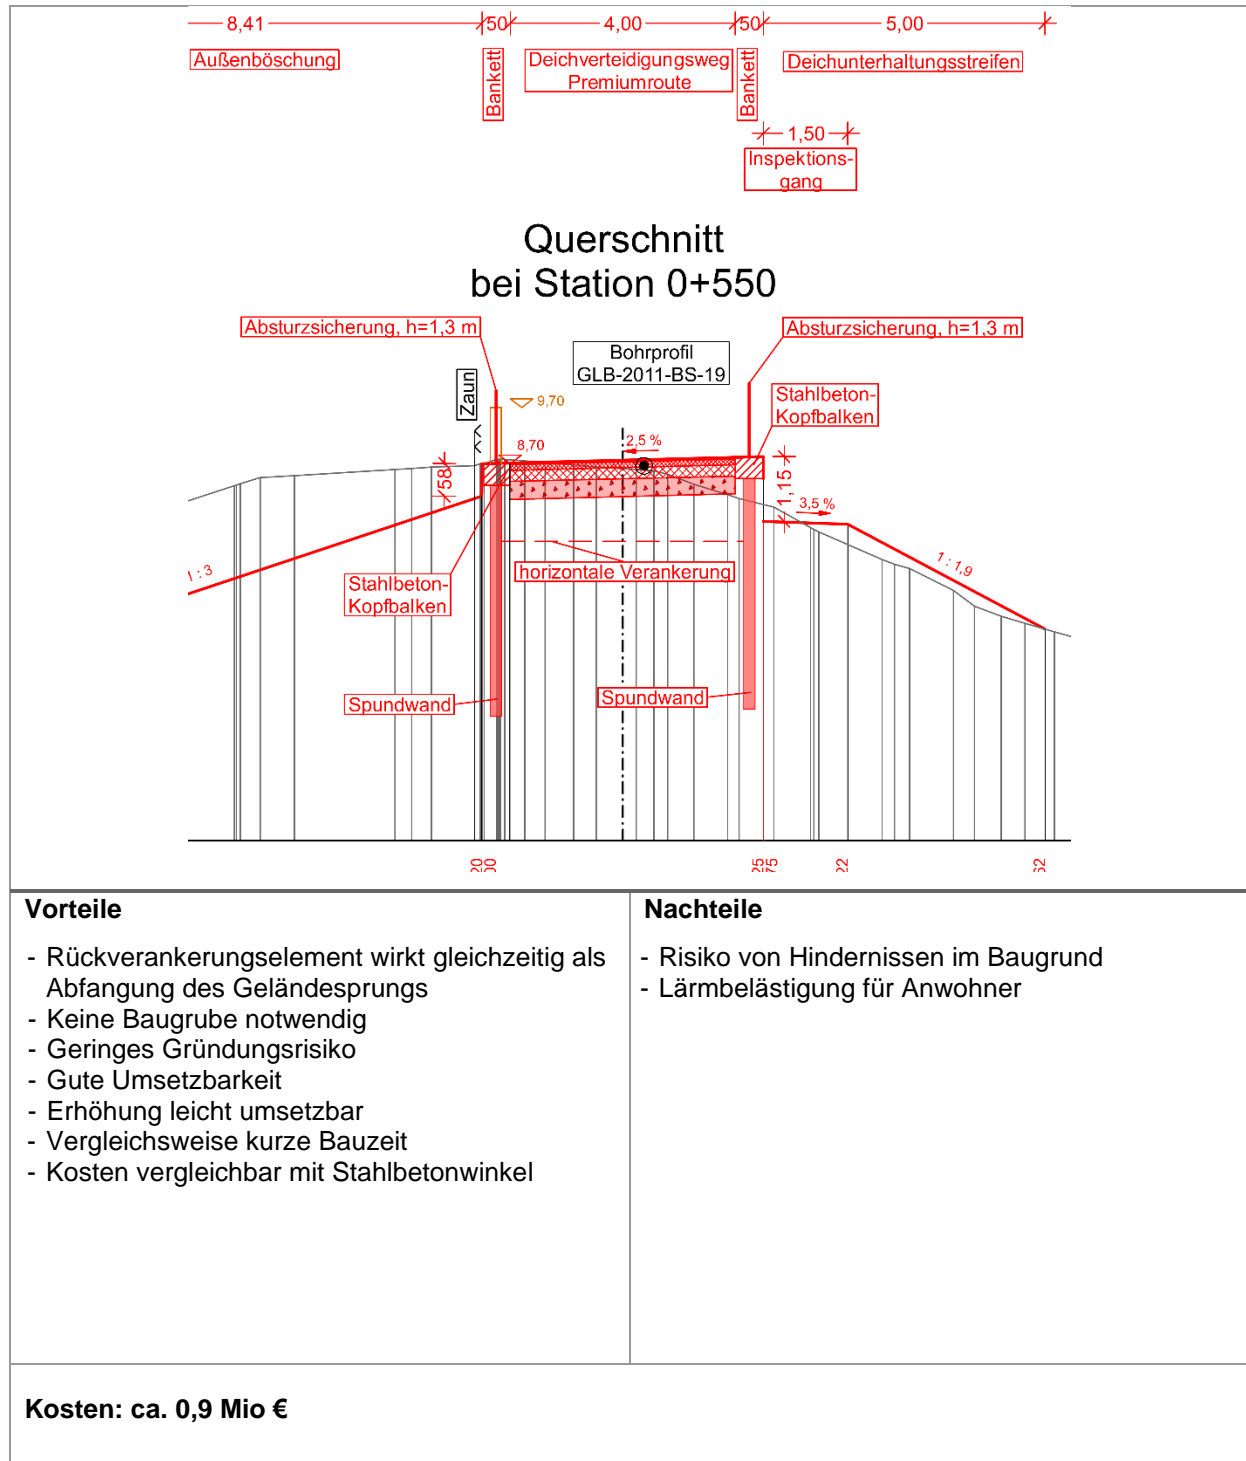 8,41
50
4,00
50
5,00
Außenböschung
Bankett
Deichverteidigungsweg
Premiumroute
Bankett
Deichunterhaltungsstreifen
1,50
Inspektions-
gang
Querschnitt
bei Station 0+550
Absturzsicherung, h=1,3 m
Absturzsicherung, h=1,3 m
Bohrprofil
GLB-2011-BS-19
Zaun
9,70
Stahlbeton-
Kopfbalken
8,70
2,5 %
58
1,15
3,5 %
1 : 3
horizontale Verankerung
1 : 1,9
Stahlbeton-
Kopfbalken
Spundwand
Spundwand
Vorteile
- Rückverankerungselement wirkt gleichzeitig als
Abfangung des Geländesprungs
- Keine Baugrube notwendig
- Geringes Gründungsrisiko
- Gute Umsetzbarkeit
- Erhöhung leicht umsetzbar
- Vergleichsweise kurze Bauzeit
- Kosten vergleichbar mit Stahlbetonwinkel
Nachteile
- Risiko von Hindernissen im Baugrund
- Lärmbelästigung für Anwohner
Kosten: ca. 0,9 Mio €